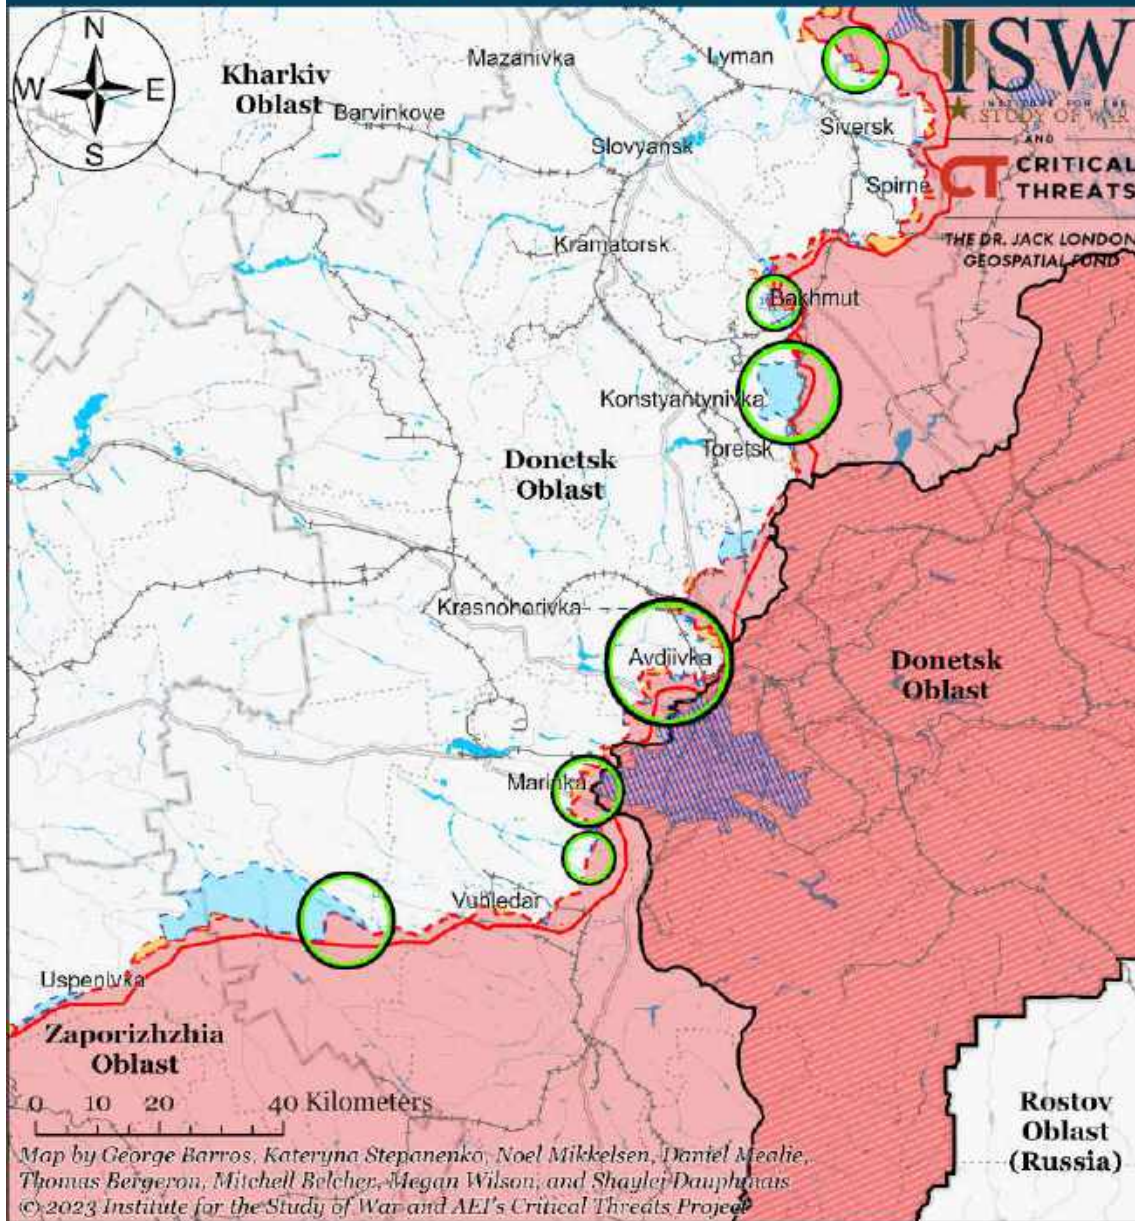 N
W E
S
Kharkiv
Oblast
Mazanivka
Lyman
Barvinkove
Slovyansk
Siversk
Spirne
Kramatorsk
ISW
INSTITUTE FOR THE
STUDY OF WAR
AND
CT CRITICAL
THREATS
THE DR. JACK LONDON
GEOSPATIAL FUND
Bakhmut
Konstyantynivka
Toretsk
Donetsk
Oblast
Krasnohorivka
Avdiivka
Donetsk
Oblast
Marinka
Vuhledar
Uspenivka
Zaporizhzhia
Oblast
0 10 20 40 Kilometers
Rostov
Oblast
(Russia)
Map by George Barros, Kateryna Stepanenko, Noel Mikkelsen, Daniel Mealie,
Thomas Bergeron, Mitchell Belcher, Megan Wilson, and Shaylej Dauphinais
© 2023 Institute for the Study of War and AEI's Critical Threats Project